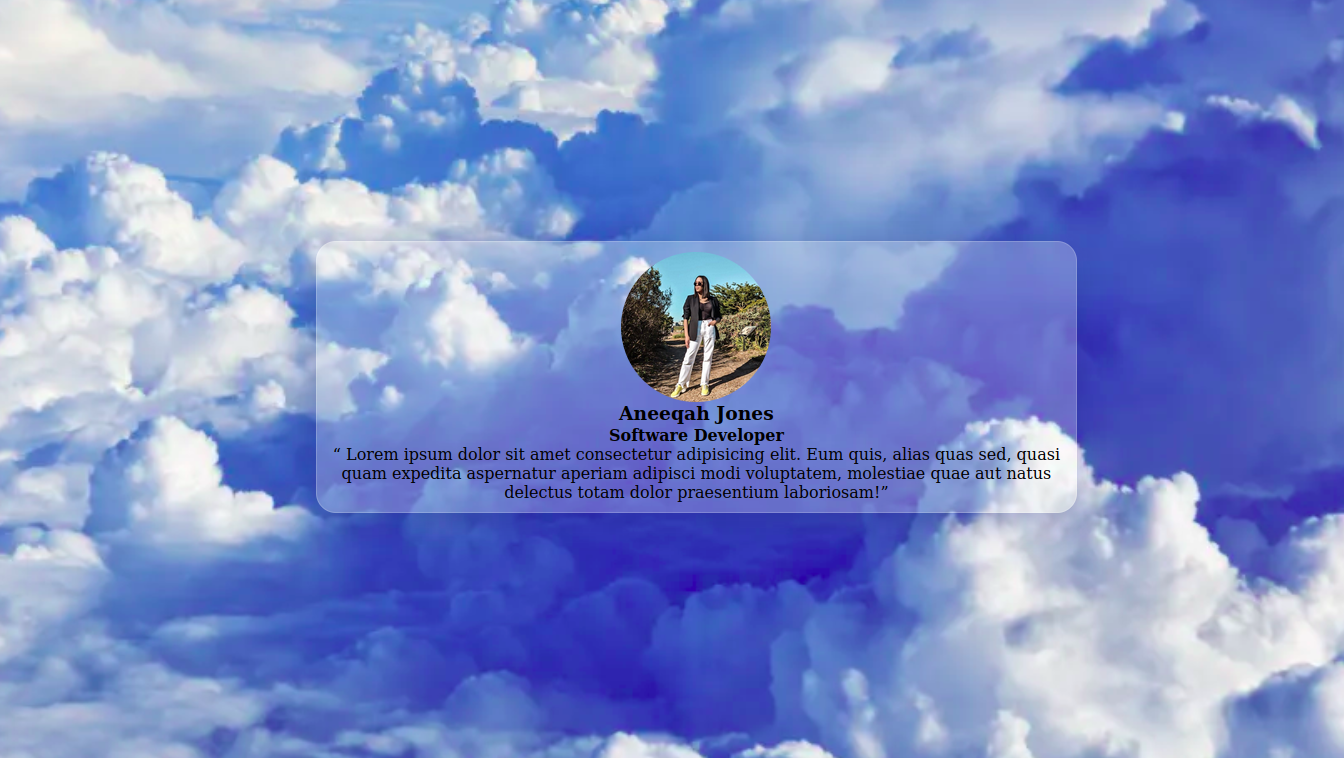 Aneeqah Jones
Software Developer
“ Lorem ipsum dolor sit amet consectetur adipisicing elit. Eum quis, alias quas sed, quasi
quam expedita aspernatur aperiam adipisci modi voluptatem, molestiae quae aut natus
delectus totam dolor praesentium laboriosam!”